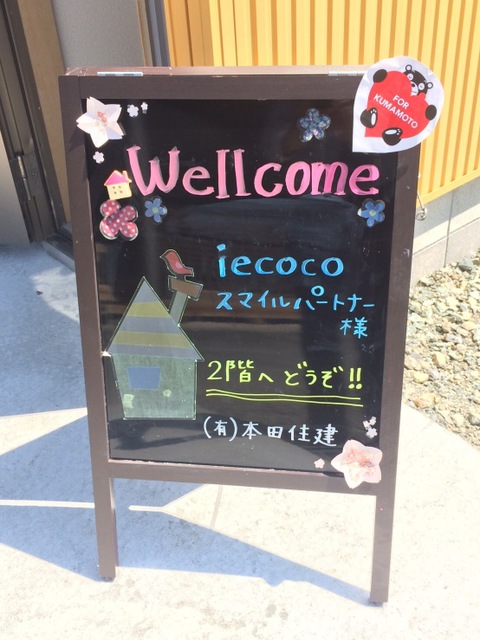 Wellcome
FOR
KUMAMOTO
iecoco
スマイルパートナー
様
2階へ どうぞ!!
(有)本田住建